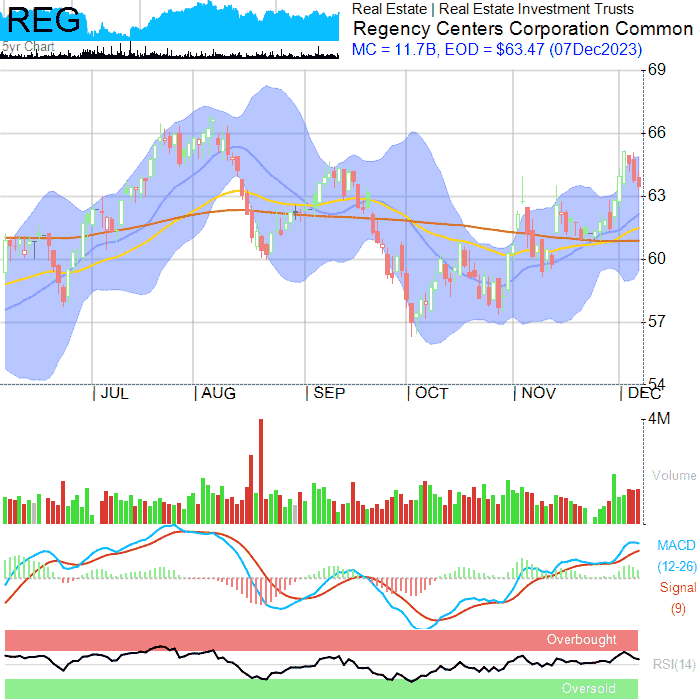 REG
5yr Chart
Real Estate | Real Estate Investment Trusts
Regency Centers Corporation Common
MC = 11.7B, EOD = $63.47 (07Dec2023)
69
66
63
60
57
54
JUL AUG SEP OCT NOV DEC
4M
Volume
MACD
(12-26)
Signal
(9)
Overbought
RSI(14)
Oversold